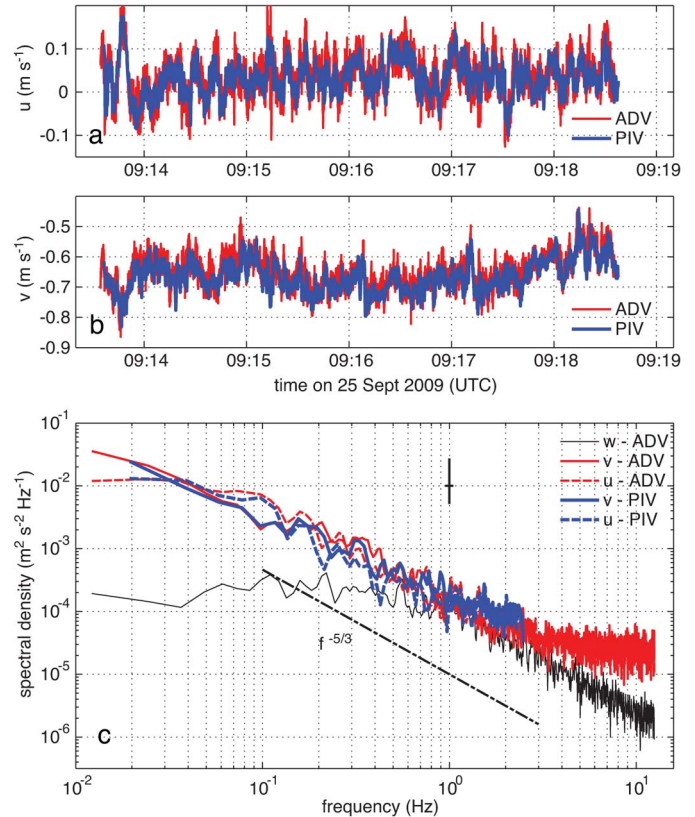 0.1
0
-0.1
u (m s⁻¹)
a
ADV
PIV
09:14 09:15 09:16 09:17 09:18 09:19
-0.5
-0.6
-0.7
-0.8
-0.9
v (m s⁻¹)
b
ADV
PIV
09:14 09:15 09:16 09:17 09:18 09:19
time on 25 Sept 2009 (UTC)
10⁻¹
10⁻²
10⁻³
10⁻⁴
10⁻⁵
10⁻⁶
spectral density (m² s⁻² Hz⁻¹)
w - ADV
v - ADV
u - ADV
v - PIV
u - PIV
f⁻⁵/³
c
10⁻² 10⁻¹ 10⁰ 10¹
frequency (Hz)